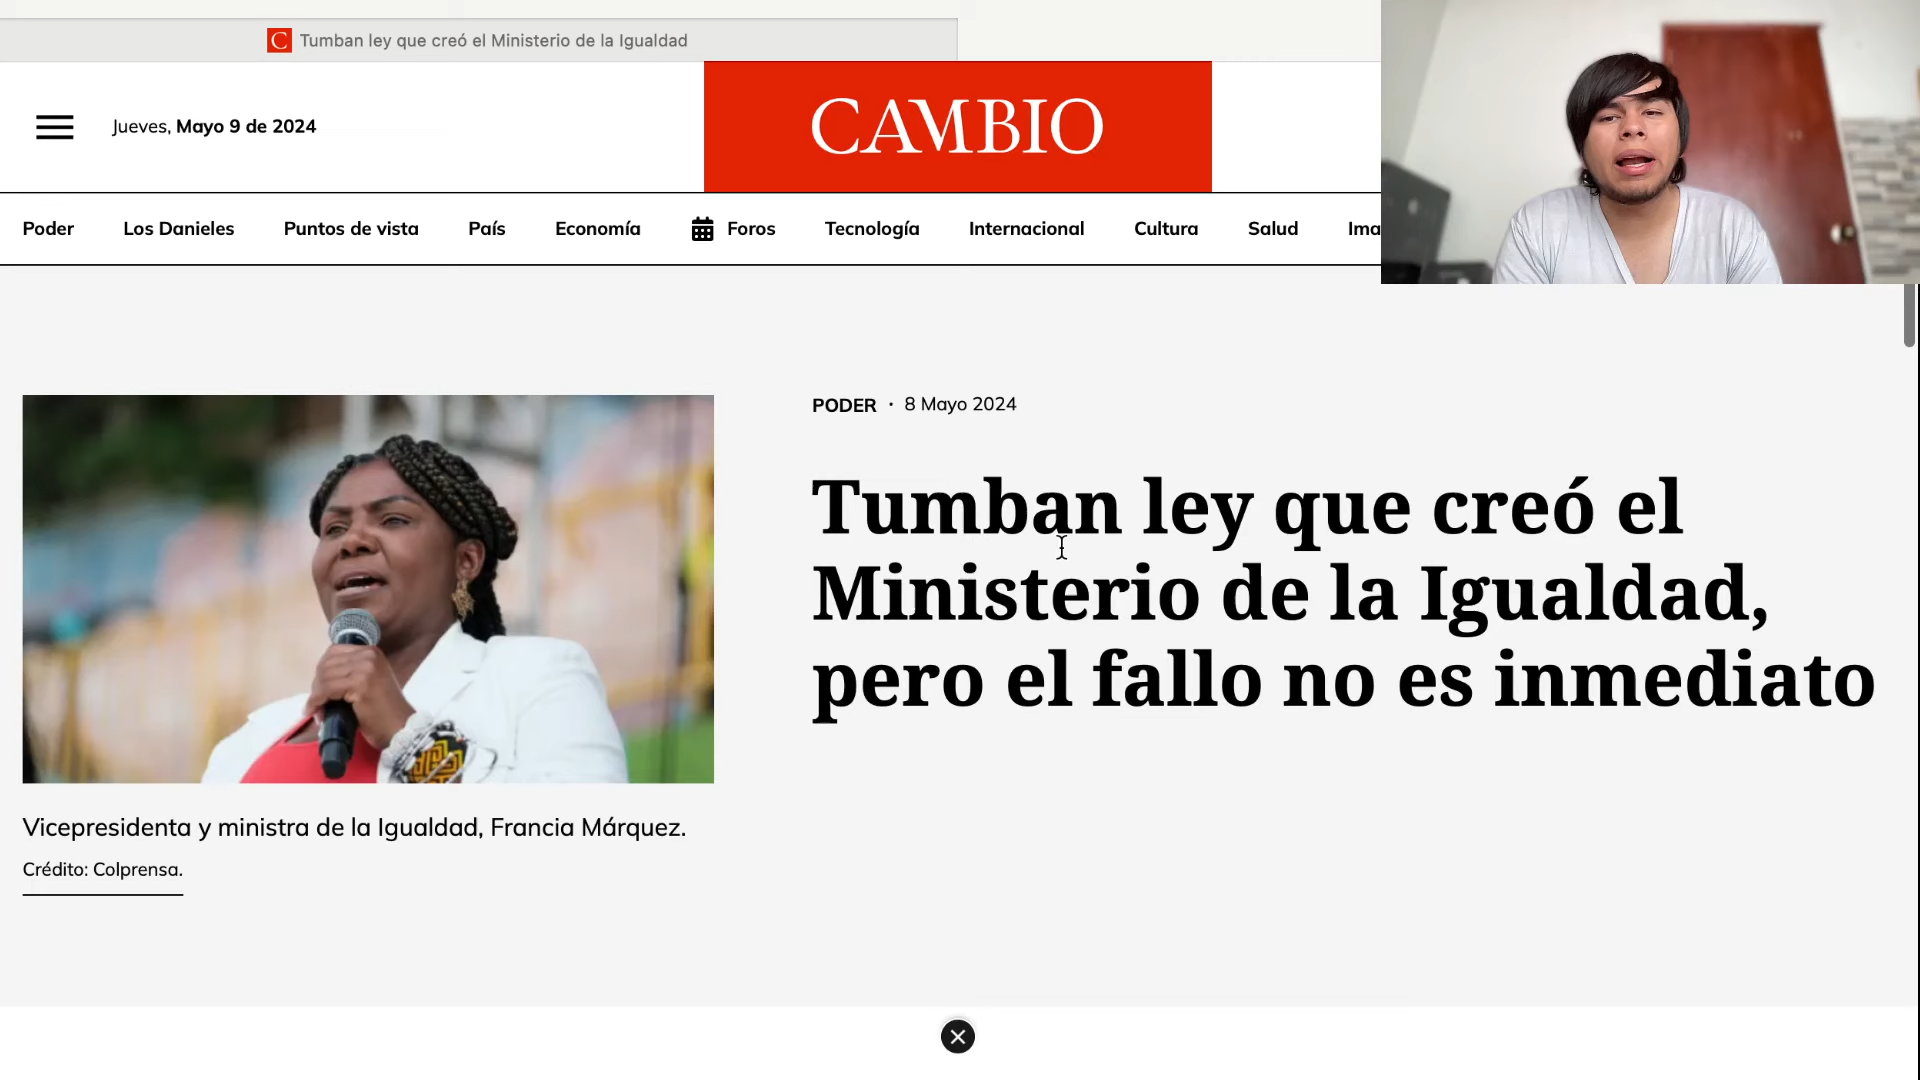 C Tumban ley que creó el Ministerio de la Igualdad
Jueves, Mayo 9 de 2024
CAMBIO
Poder Los Danieles Puntos de vista País Economía Foros Tecnología Internacional Cultura Salud Ima
PODER · 8 Mayo 2024
Tumban ley que creó el
Ministerio de la Igualdad,
pero el fallo no es inmediato
Vicepresidenta y ministra de la Igualdad, Francia Márquez.
Crédito: Colprensa.